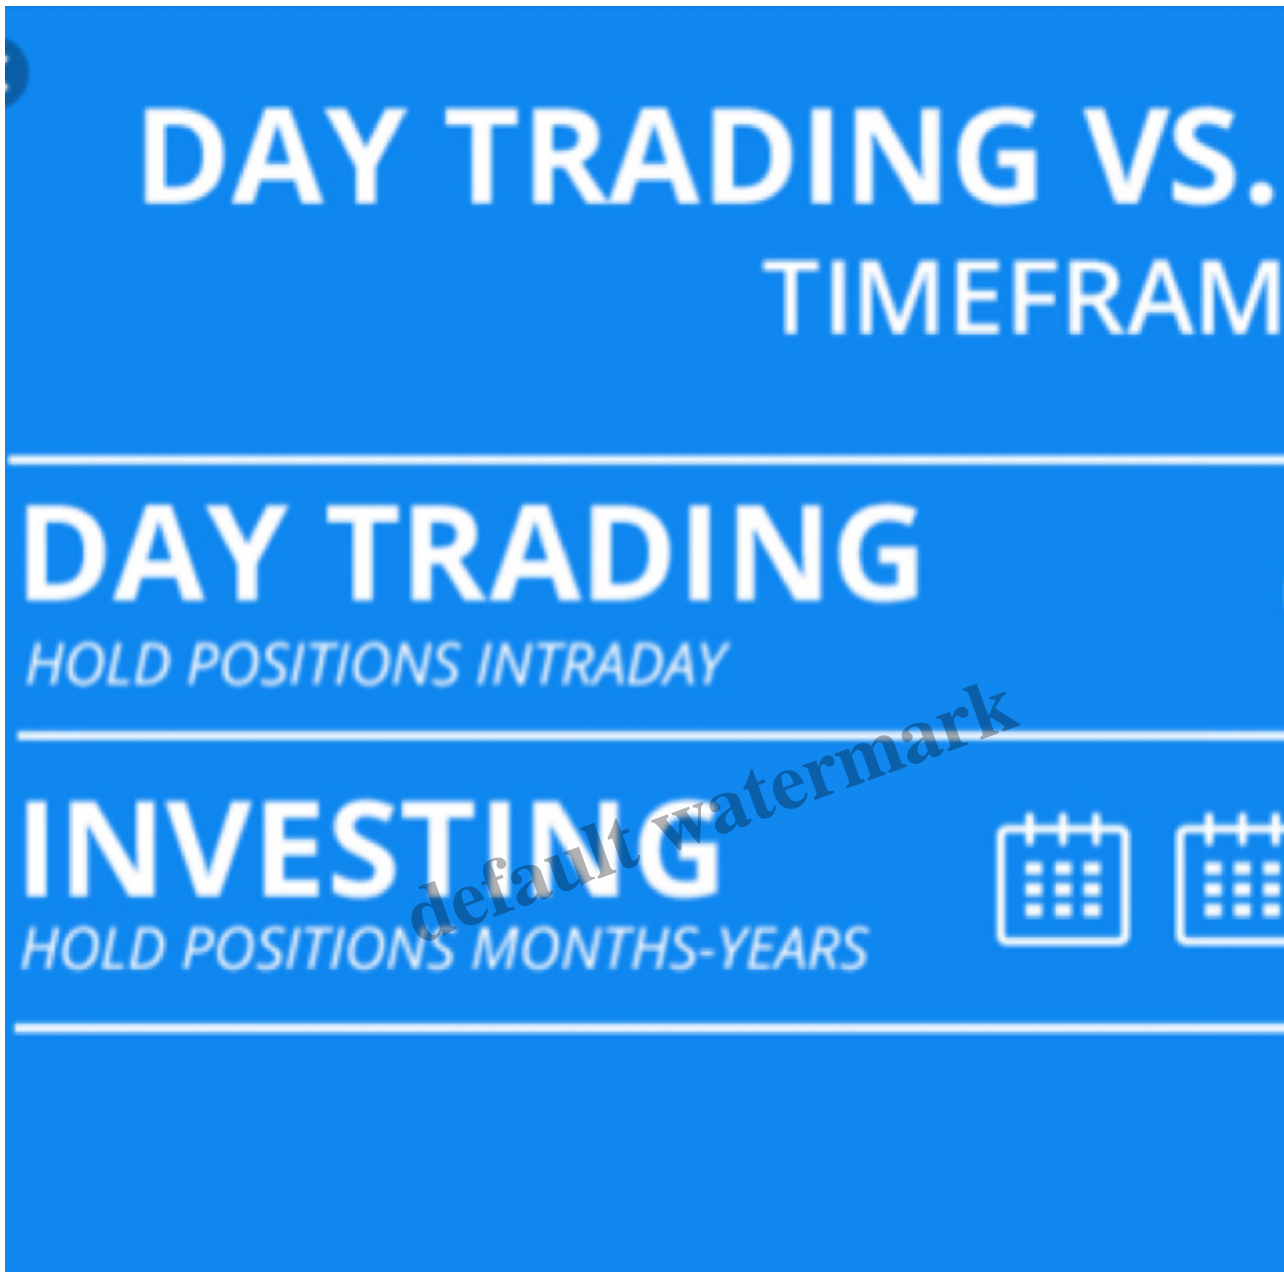 DAY TRADING VS.
TIMEFRAM
DAY TRADING
HOLD POSITIONS INTRADAY
default watermark
INVESTING
HOLD POSITIONS MONTHS-YEARS